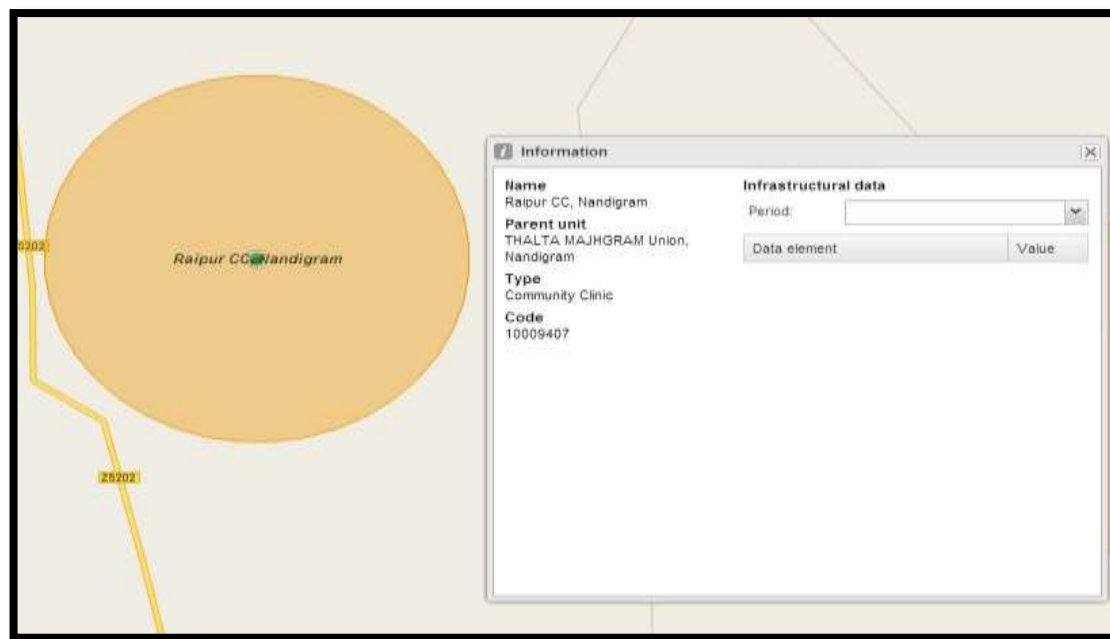 5202
Raipur CC, Nandigram
Z5202
Information
Name
Raipur CC, Nandigram
Parent unit
THALTA MAJHGRAM Union,
Nandigram
Type
Community Clinic
Code
10009407
Infrastructural data
Period:
Data element Value